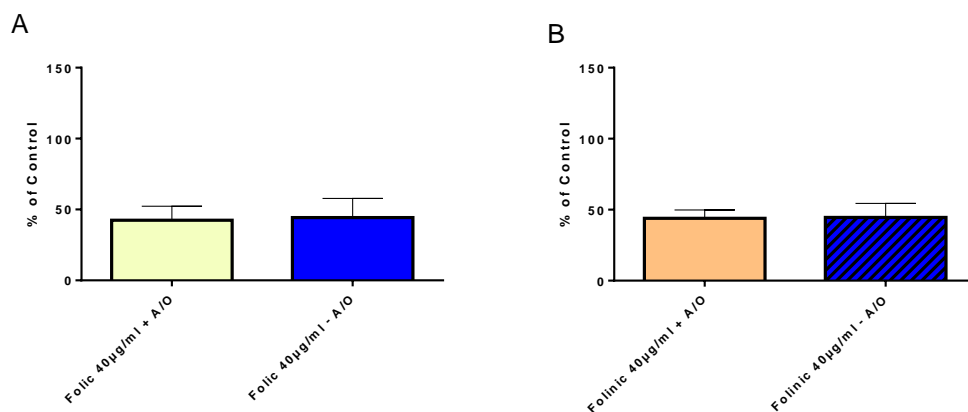 A
150
100
50
0
% of Control
Folic 40µg/ml + A/O
Folic 40µg/ml - A/O
B
150
100
50
0
% of Control
Folinic 40µg/ml + A/O
Folinic 40µg/ml - A/O